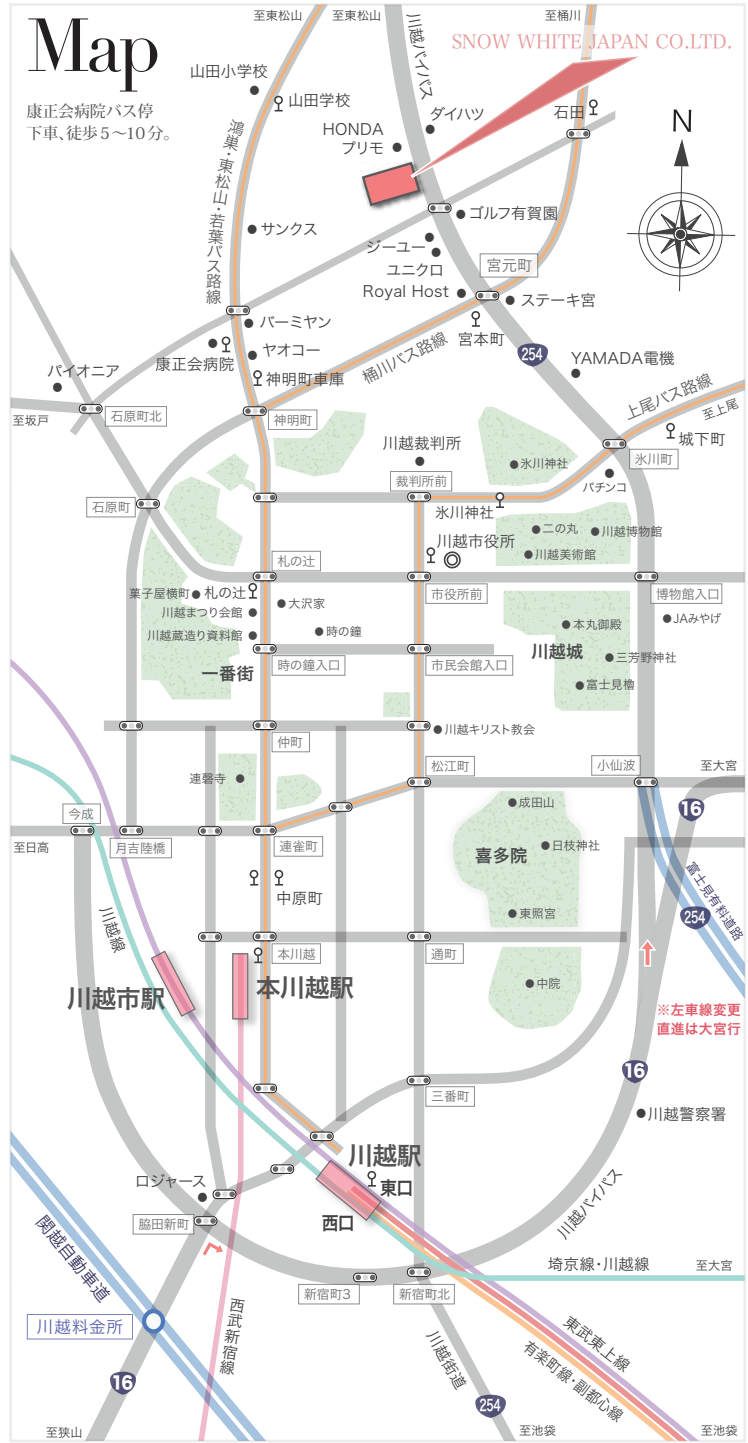 Map
康正会病院バス停
下車、徒歩5〜10分。
至東松山
至東松山
川越バイパス
至桶川
SNOW WHITE JAPAN CO.LTD.
山田小学校
山田学校
鴻巣・東松山・若葉バス路線
ダイハツ
HONDA
プリモ
石田
N
サンクス
ゴルフ有賀園
ジーユー
ユニクロ
宮元町
Royal Host
ステーキ宮
宮本町
バーミヤン
ヤオコー
康正会病院
神明町車庫
桶川バス路線
254
YAMADA電機
パイオニア
至坂戸
石原町北
神明町
上尾バス路線
至上尾
城下町
川越裁判所
氷川神社
氷川町
裁判所前
パチンコ
石原町
氷川神社
川越市役所
二の丸
川越博物館
川越美術館
札の辻
市役所前
博物館入口
菓子屋横町
札の辻
大沢家
川越まつり会館
川越蔵造り資料館
時の鐘
JAみやげ
本丸御殿
川越城
三芳野神社
富士見櫓
一番街
時の鐘入口
市民会館入口
仲町
川越キリスト教会
連馨寺
松江町
小仙波
至大宮
16
今成
至日高
月吉陸橋
連雀町
成田山
喜多院
日枝神社
東照宮
富士見有料道路
254
中原町
川越線
本川越
通町
川越市駅
本川越駅
中院
※左車線変更
直進は大宮行
16
三番町
川越警察署
川越駅
東口
西口
ロジャース
脇田新町
川越バイパス
関越自動車道
川越料金所
新宿町3
新宿町北
埼京線・川越線
至大宮
西武新宿線
川越街道
東武東上線
有楽町線・副都心線
16
254
至狭山
至池袋
至池袋